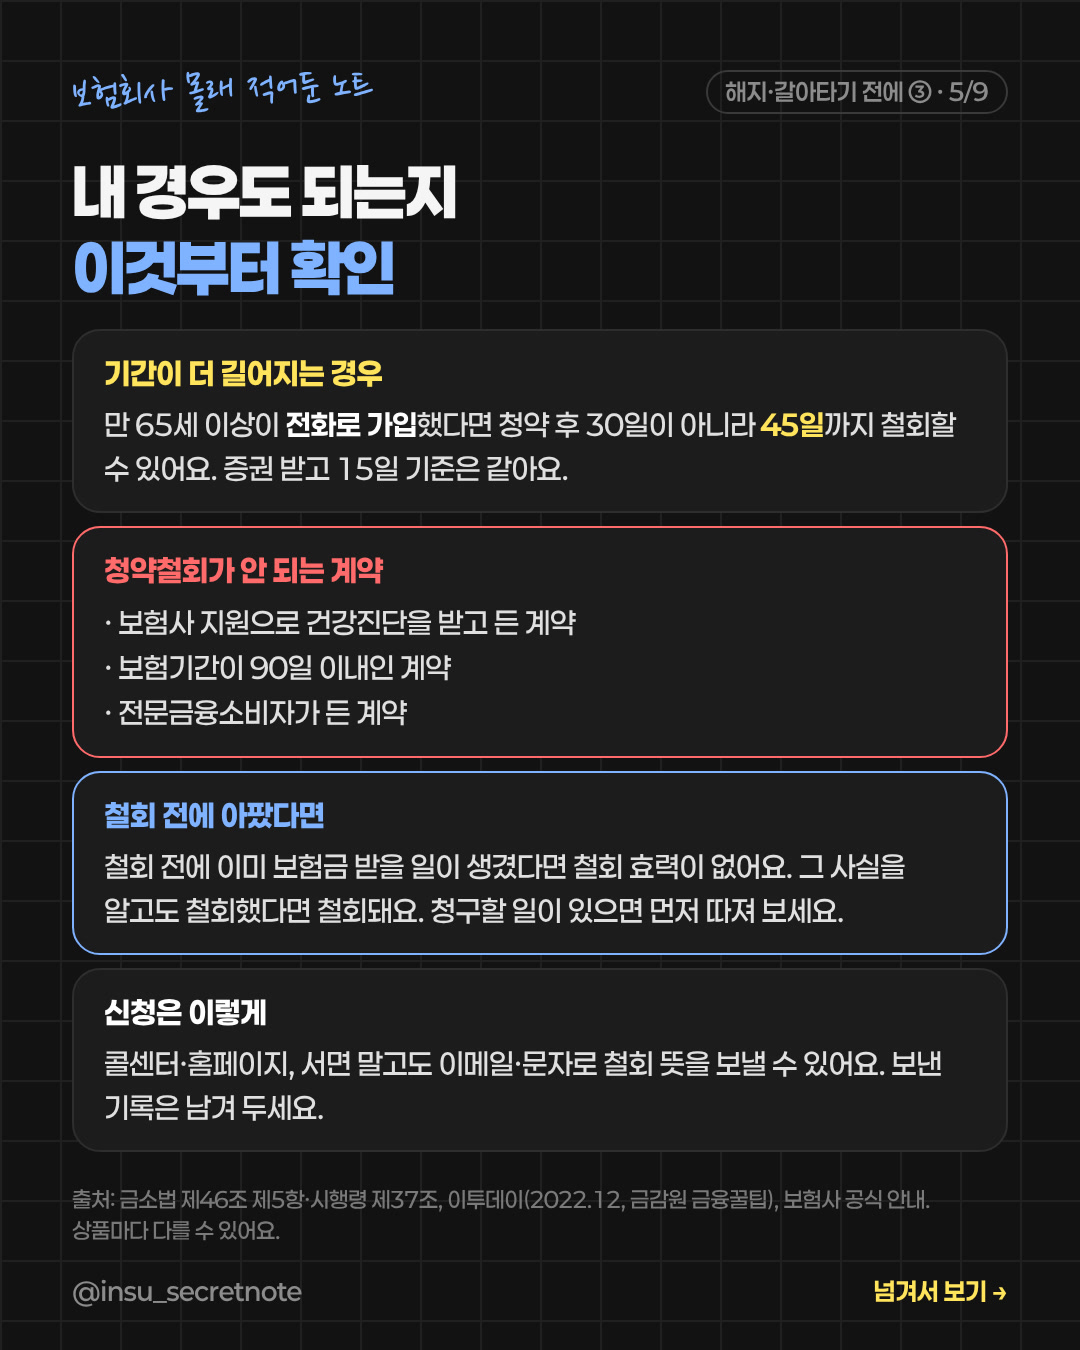 보험회사 몰래 적어둔 노트
해지·갈아타기 전에 ③ · 5/9
내 경우도 되는지
이것부터 확인
기간이 더 길어지는 경우
만 65세 이상이 전화로 가입했다면 청약 후 30일이 아니라 45일까지 철회할
수 있어요. 증권 받고 15일 기준은 같아요.
청약철회가 안 되는 계약
· 보험사 지원으로 건강진단을 받고 든 계약
· 보험기간이 90일 이내인 계약
· 전문금융소비자가 든 계약
철회 전에 아팠다면
철회 전에 이미 보험금 받을 일이 생겼다면 철회 효력이 없어요. 그 사실을
알고도 철회했다면 철회돼요. 청구할 일이 있으면 먼저 따져 보세요.
신청은 이렇게
콜센터·홈페이지, 서면 말고도 이메일·문자로 철회 뜻을 보낼 수 있어요. 보낸
기록은 남겨 두세요.
출처: 금소법 제46조 제5항·시행령 제37조, 이투데이(2022.12, 금감원 금융꿀팁), 보험사 공식 안내.
상품마다 다를 수 있어요.
@insu_secretnote
넘겨서 보기 →